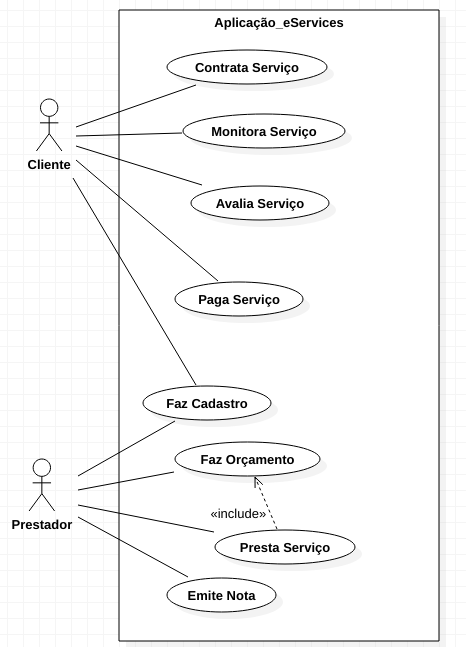 Aplicação_eServices
Contrata Serviço
Monitora Serviço
Cliente
Avalia Serviço
Paga Serviço
Faz Cadastro
Faz Orçamento
«include»
Prestador
Presta Serviço
Emite Nota